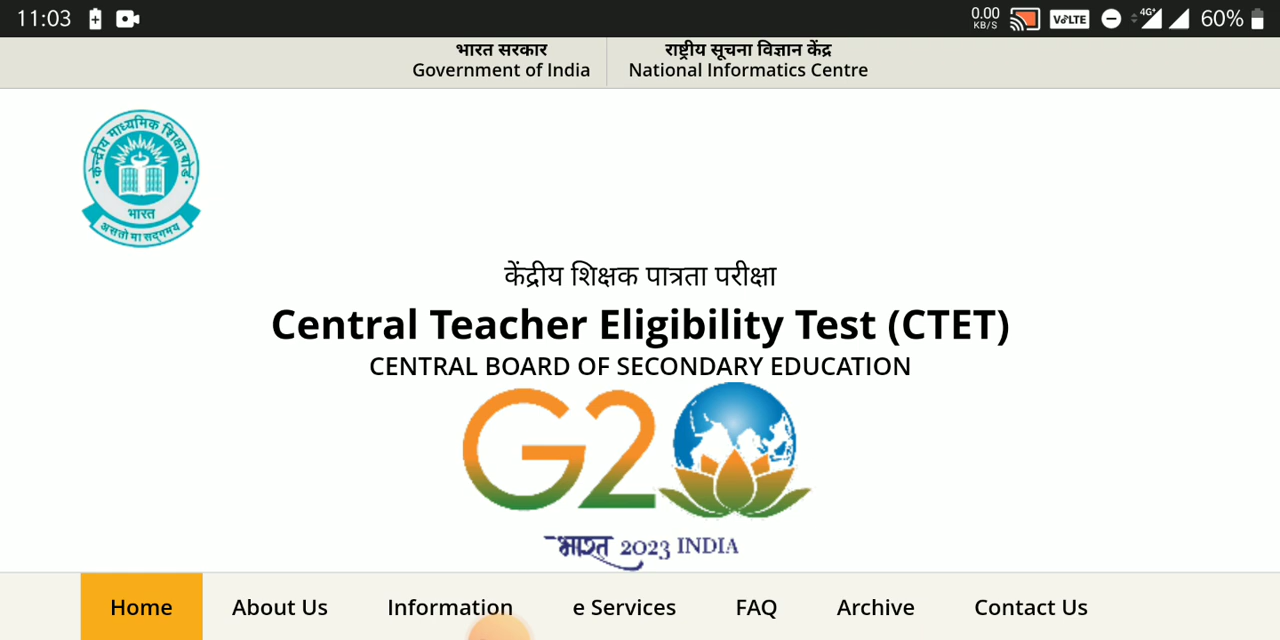 11:03
0.00
KB/S
VoLTE
4G+
60%
भारत सरकार
Government of India
राष्ट्रीय सूचना विज्ञान केंद्र
National Informatics Centre
केन्द्रीय माध्यमिक शिक्षा बोर्ड
भारत
असतो मा सद्गमय
केंद्रीय शिक्षक पात्रता परीक्षा
Central Teacher Eligibility Test (CTET)
CENTRAL BOARD OF SECONDARY EDUCATION
G20
भारत 2023 INDIA
Home
About Us
Information
e Services
FAQ
Archive
Contact Us